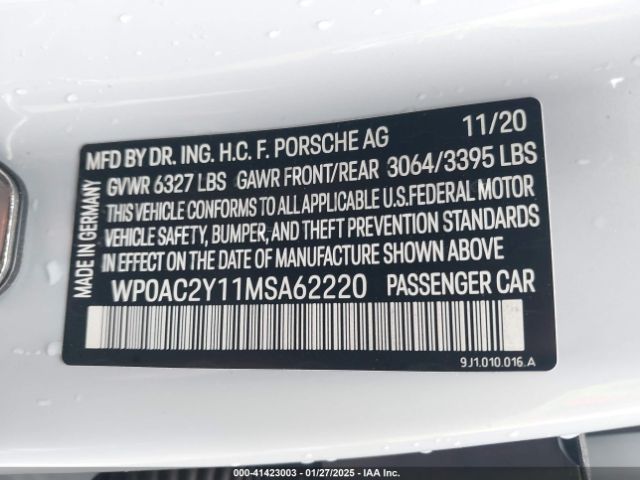 MFD BY DR. ING. H.C. F. PORSCHE AG 11/20
GVWR 6327 LBS GAWR FRONT/REAR 3064/3395 LBS
THIS VEHICLE CONFORMS TO ALL APPLICABLE U.S.FEDERAL MOTOR
VEHICLE SAFETY, BUMPER, AND THEFT PREVENTION STANDARDS
IN EFFECT ON THE DATE OF MANUFACTURE SHOWN ABOVE
WP0AC2Y11MSA62220 PASSENGER CAR
MADE IN GERMANY
9J1.010.016.A
000-41423003 | 01/27/2025 | IAA Inc.